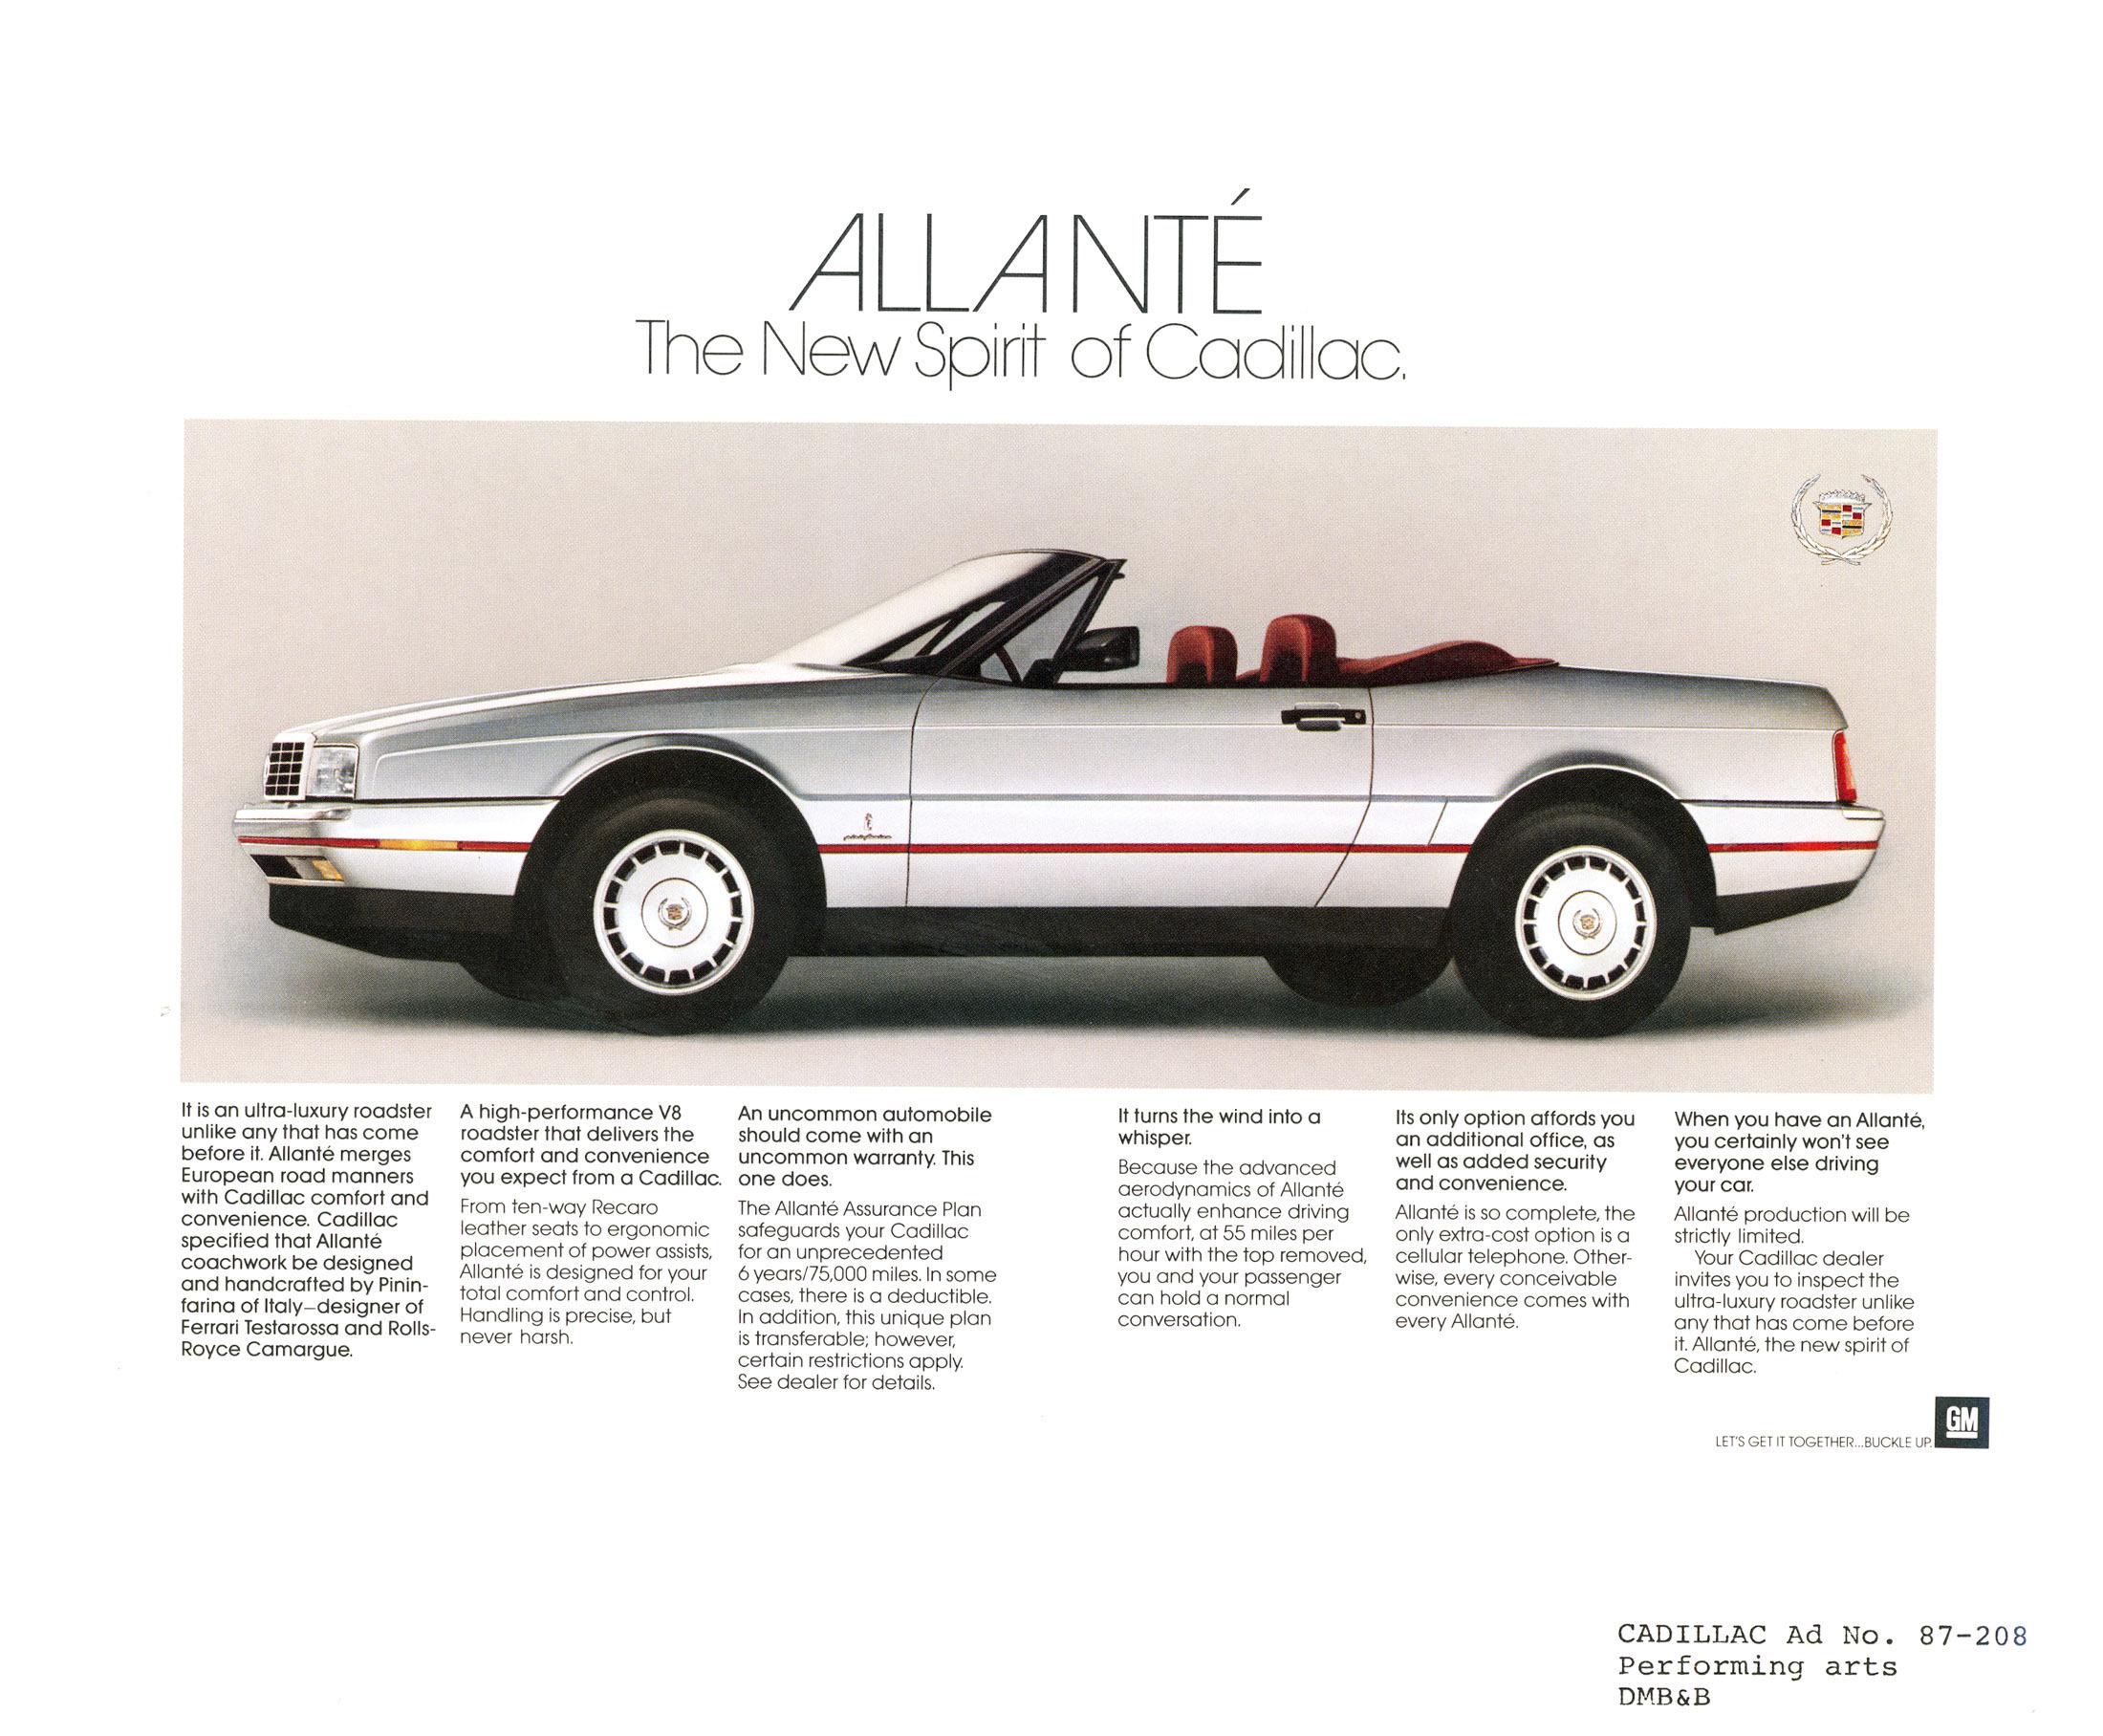 ALLANTÉ
The New Spirit of Cadillac.
It is an ultra-luxury roadster
unlike any that has come
before it. Allanté merges
European road manners
with Cadillac comfort and
convenience. Cadillac
specified that Allanté
coachwork be designed
and handcrafted by Pinin-
farina of Italy–designer of
Ferrari Testarossa and Rolls-
Royce Camargue.
A high-performance V8
roadster that delivers the
comfort and convenience
you expect from a Cadillac.
From ten-way Recaro
leather seats to ergonomic
placement of power assists,
Allanté is designed for your
total comfort and control.
Handling is precise, but
never harsh.
An uncommon automobile
should come with an
uncommon warranty. This
one does.
The Allanté Assurance Plan
safeguards your Cadillac
for an unprecedented
6 years/75,000 miles. In some
cases, there is a deductible.
In addition, this unique plan
is transferable; however,
certain restrictions apply.
See dealer for details.
It turns the wind into a
whisper.
Because the advanced
aerodynamics of Allanté
actually enhance driving
comfort, at 55 miles per
hour with the top removed,
you and your passenger
can hold a normal
conversation.
Its only option affords you
an additional office, as
well as added security
and convenience.
Allanté is so complete, the
only extra-cost option is a
cellular telephone. Other-
wise, every conceivable
convenience comes with
every Allanté.
When you have an Allanté,
you certainly won't see
everyone else driving
your car.
Allanté production will be
strictly limited.
Your Cadillac dealer
invites you to inspect the
ultra-luxury roadster unlike
any that has come before
it. Allanté, the new spirit of
Cadillac.
GM
LET'S GET IT TOGETHER...BUCKLE UP.
CADILLAC Ad No. 87-208
Performing arts
DMB&B